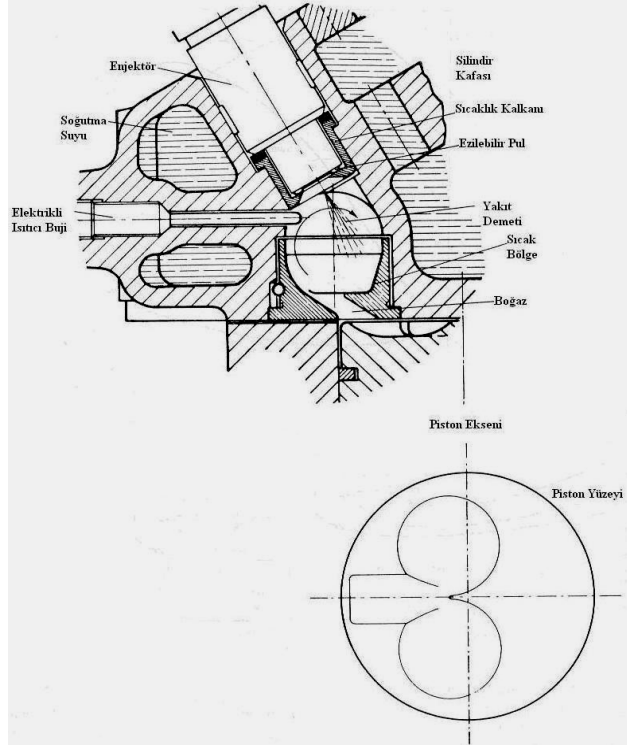 Enjektör
Silindir
Kafası
Sıcaklık Kalkanı
Soğutma
Suyu
Ezilebilir Pul
Elektrikli
Isıtıcı Buji
Yakıt
Demeti
Sıcak
Bölge
Boğaz
Piston Ekseni
Piston Yüzeyi